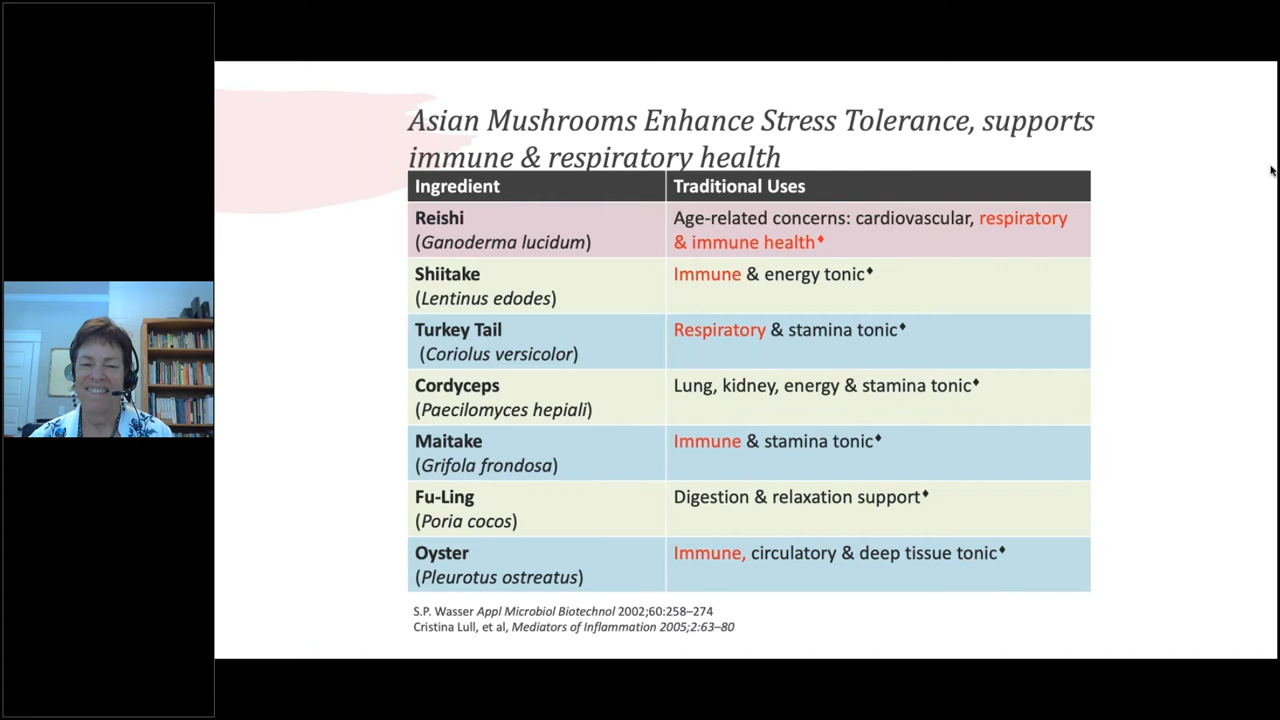 Asian Mushrooms Enhance Stress Tolerance, supports
immune & respiratory health
Ingredient Traditional Uses
Reishi
(Ganoderma lucidum)
Age-related concerns: cardiovascular, respiratory
& immune health♦
Shiitake
(Lentinus edodes)
Immune & energy tonic♦
Turkey Tail
(Coriolus versicolor)
Respiratory & stamina tonic♦
Cordyceps
(Paecilomyces hepiali)
Lung, kidney, energy & stamina tonic♦
Maitake
(Grifola frondosa)
Immune & stamina tonic♦
Fu-Ling
(Poria cocos)
Digestion & relaxation support♦
Oyster
(Pleurotus ostreatus)
Immune, circulatory & deep tissue tonic♦
S.P. Wasser Appl Microbiol Biotechnol 2002;60:258–274
Cristina Lull, et al, Mediators of Inflammation 2005;2:63–80